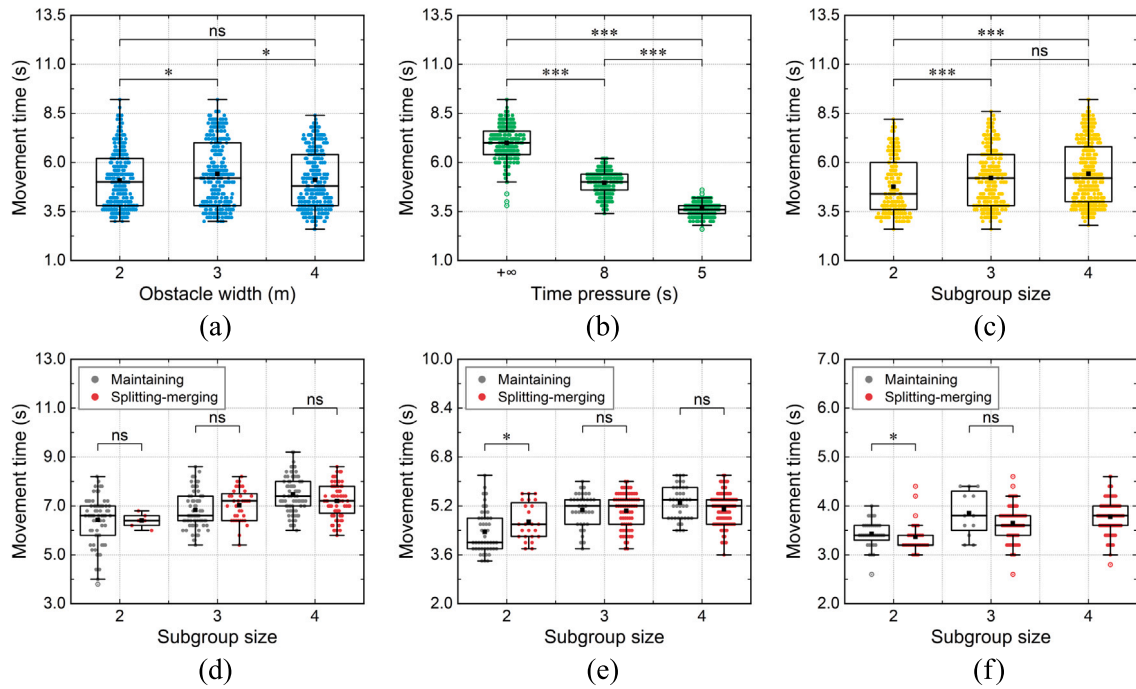 13.5
11.0
8.5
6.0
3.5
1.0
Movement time (s)
ns
*
*
2 3 4
Obstacle width (m)
(a)
13.5
11.0
8.5
6.0
3.5
1.0
Movement time (s)
***
***
***
+∞ 8 5
Time pressure (s)
(b)
13.5
11.0
8.5
6.0
3.5
1.0
Movement time (s)
***
ns
***
2 3 4
Subgroup size
(c)
13.0
11.0
9.0
7.0
5.0
3.0
Movement time (s)
Maintaining
Splitting-merging
ns
ns
ns
2 3 4
Subgroup size
(d)
10.0
8.4
6.8
5.2
3.6
2.0
Movement time (s)
Maintaining
Splitting-merging
*
ns
ns
2 3 4
Subgroup size
(e)
7.0
6.0
5.0
4.0
3.0
2.0
Movement time (s)
Maintaining
Splitting-merging
*
ns
2 3 4
Subgroup size
(f)